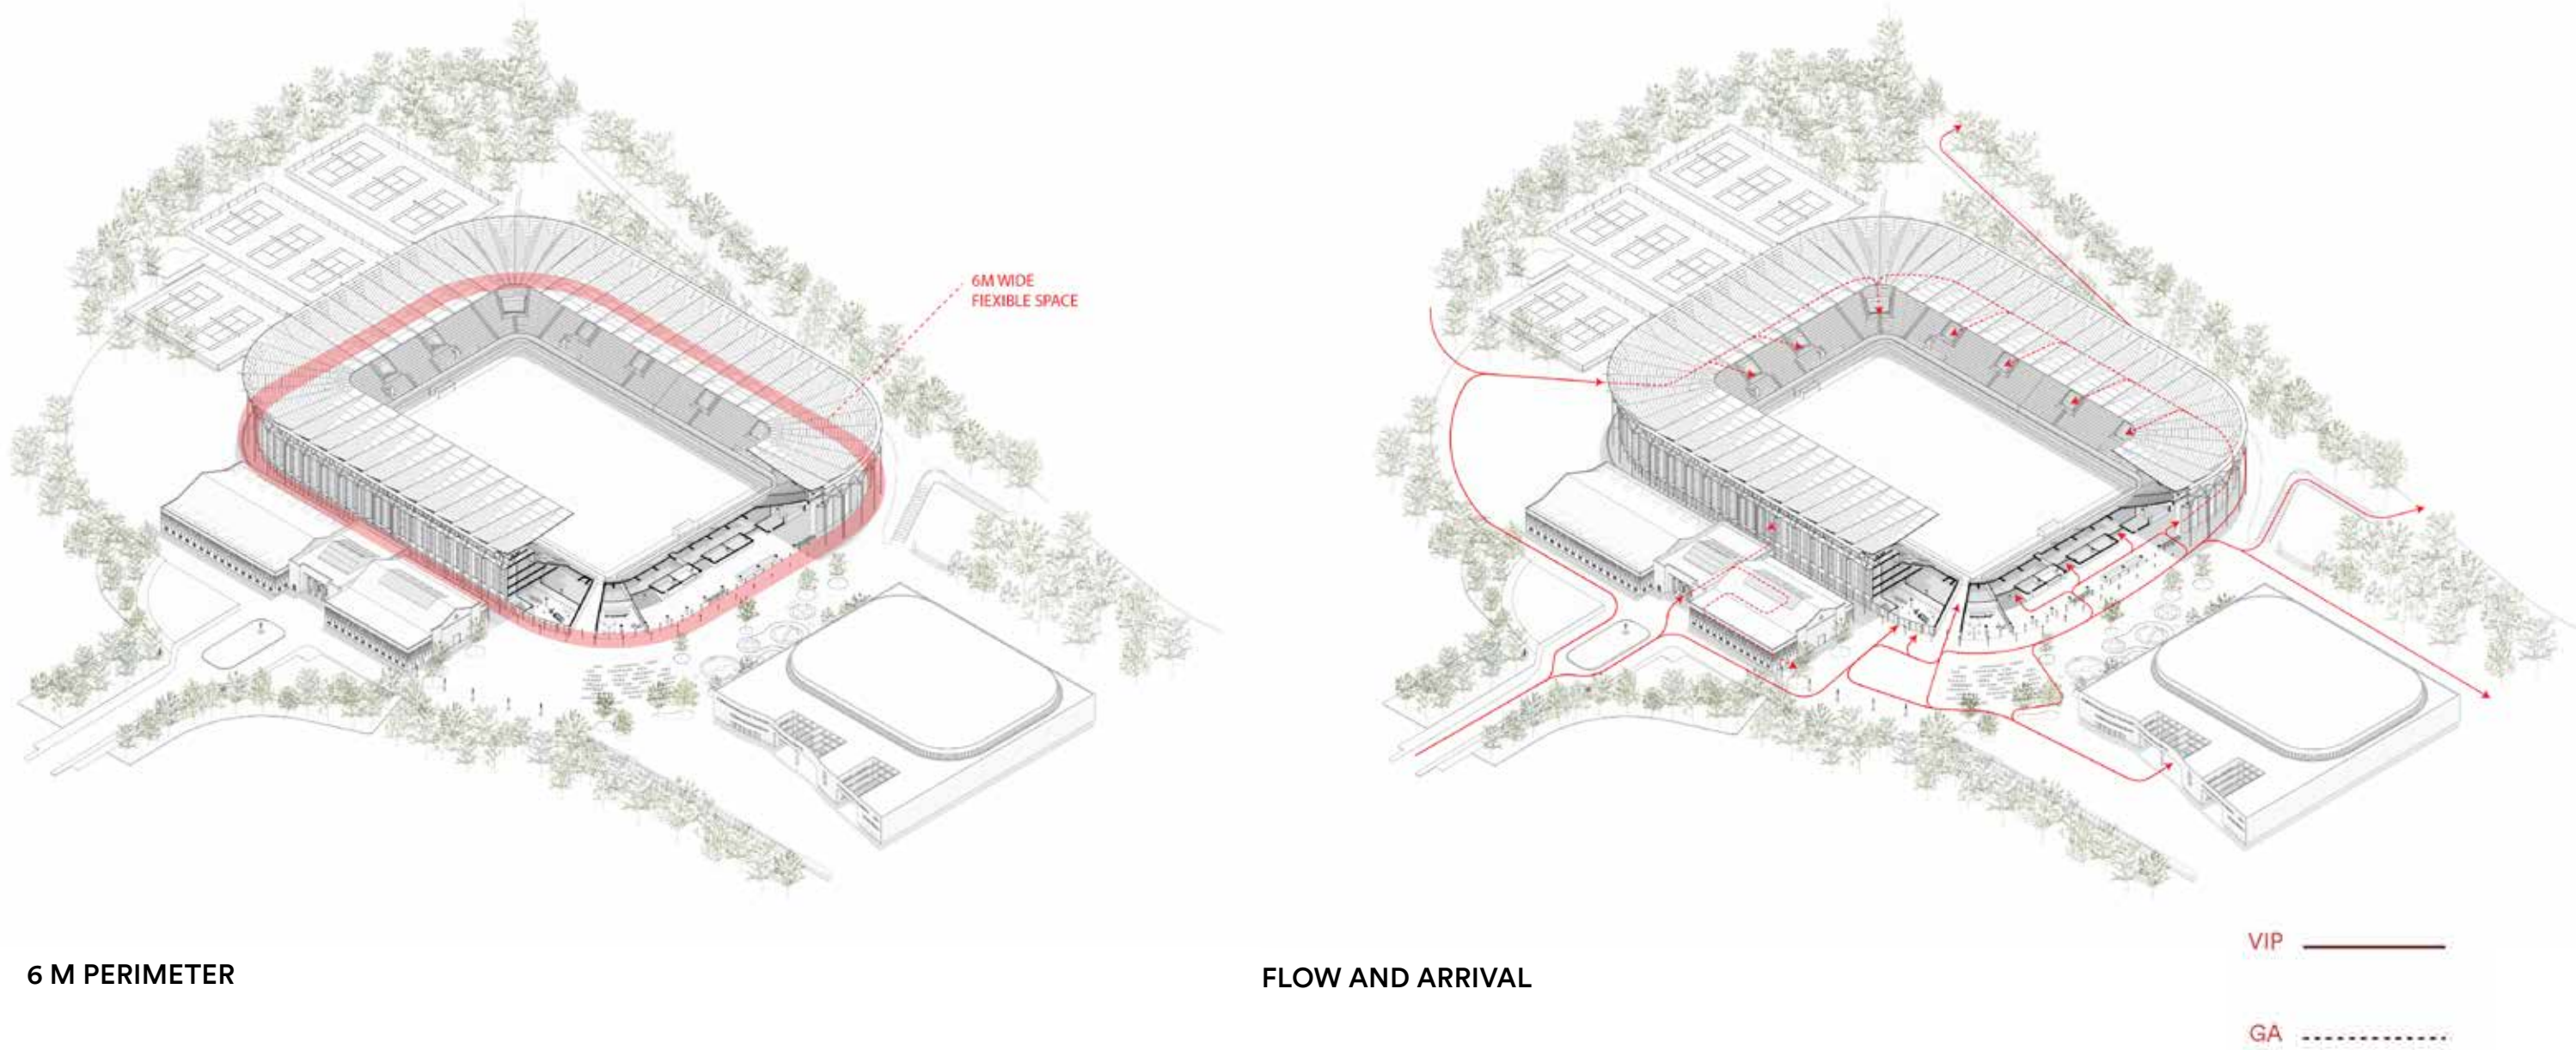 6M WIDE
FIEXIBLE SPACE
6 M PERIMETER
FLOW AND ARRIVAL
VIP
GA